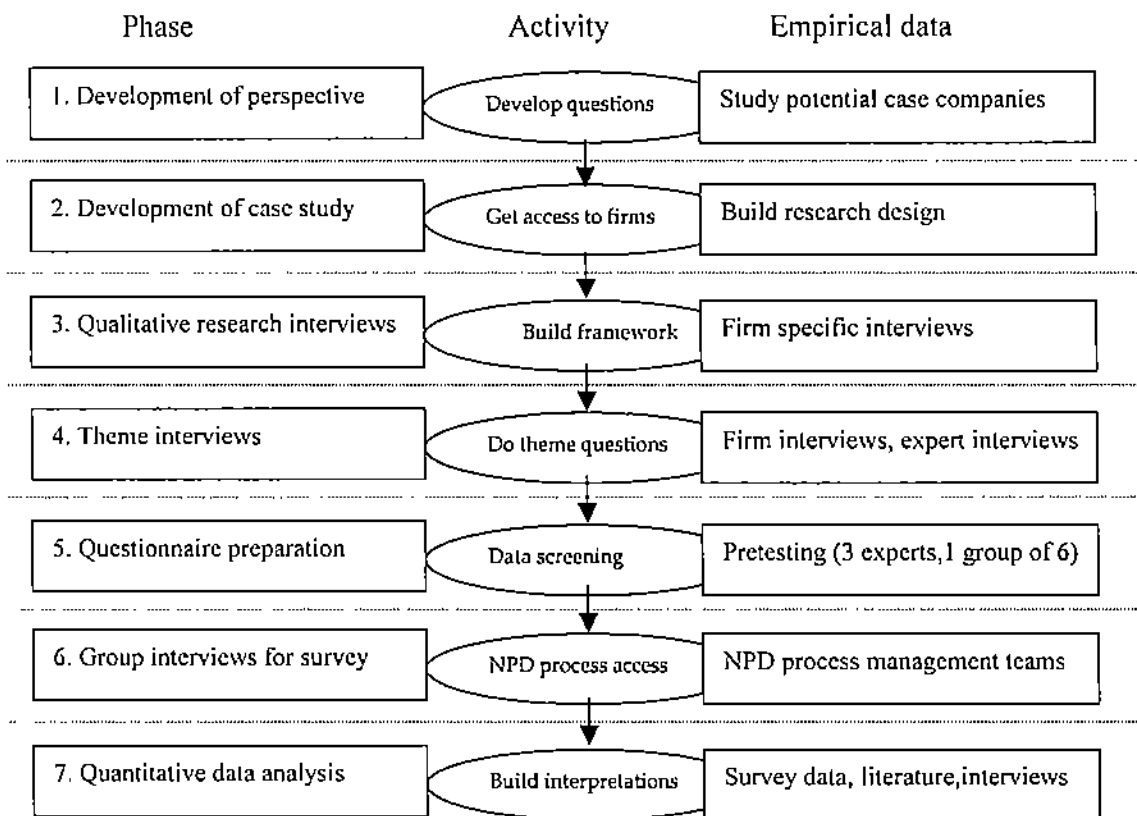 Phase Activity Empirical data
1. Development of perspective Develop questions Study potential case companies
2. Development of case study Get access to firms Build research design
3. Qualitative research interviews Build framework Firm specific interviews
4. Theme interviews Do theme questions Firm interviews, expert interviews
5. Questionnaire preparation Data screening Pretesting (3 experts,1 group of 6)
6. Group interviews for survey NPD process access NPD process management teams
7. Quantitative data analysis Build interpretations Survey data, literature,interviews